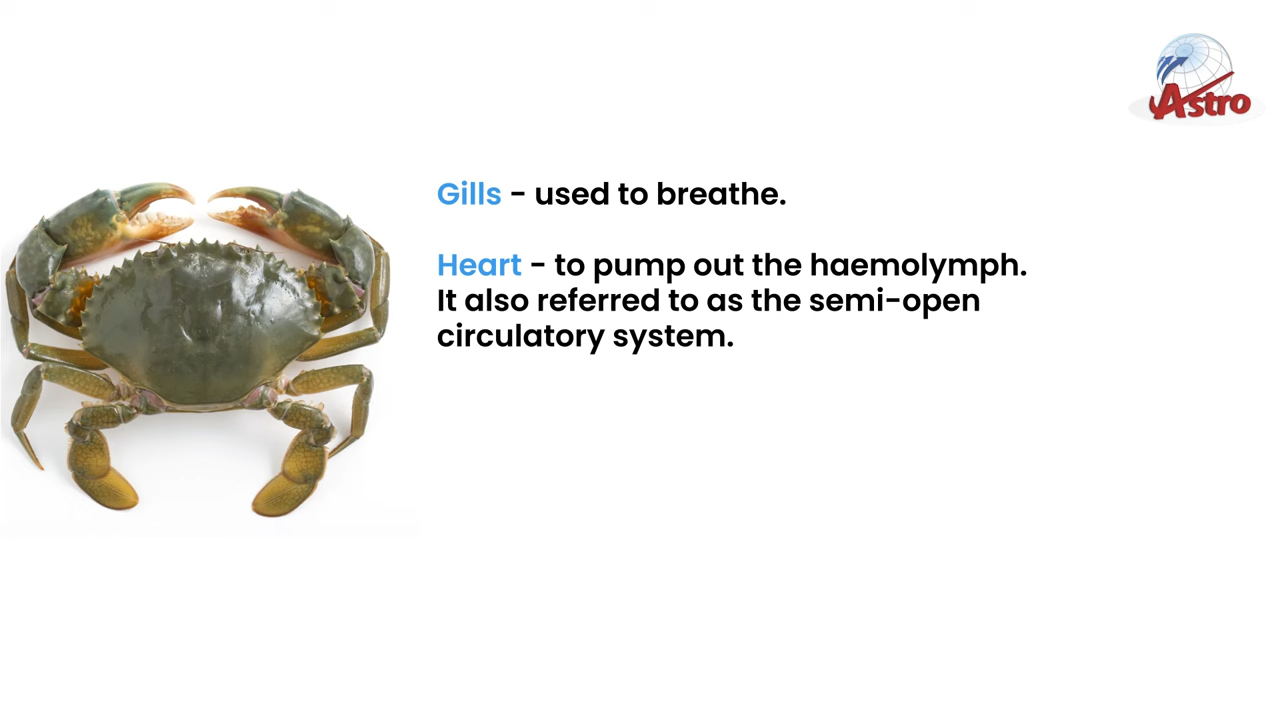 Astro
Gills - used to breathe.
Heart - to pump out the haemolymph.
It also referred to as the semi-open
circulatory system.